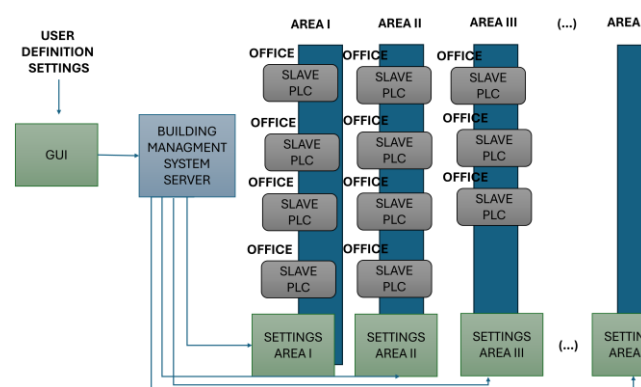 AREA I
AREA II
AREA III
(...)
AREA
USER
DEFINITION
SETTINGS
OFFICE
OFFICE
OFFICE
SLAVE
PLC
SLAVE
PLC
SLAVE
PLC
GUI
BUILDING
MANAGMENT
SYSTEM
SERVER
OFFICE
OFFICE
OFFICE
SLAVE
PLC
SLAVE
PLC
SLAVE
PLC
OFFICE
OFFICE
OFFICE
SLAVE
PLC
SLAVE
PLC
SLAVE
PLC
OFFICE
OFFICE
SLAVE
PLC
SLAVE
PLC
SETTINGS
AREA I
SETTINGS
AREA II
SETTINGS
AREA III
(...)
AREA